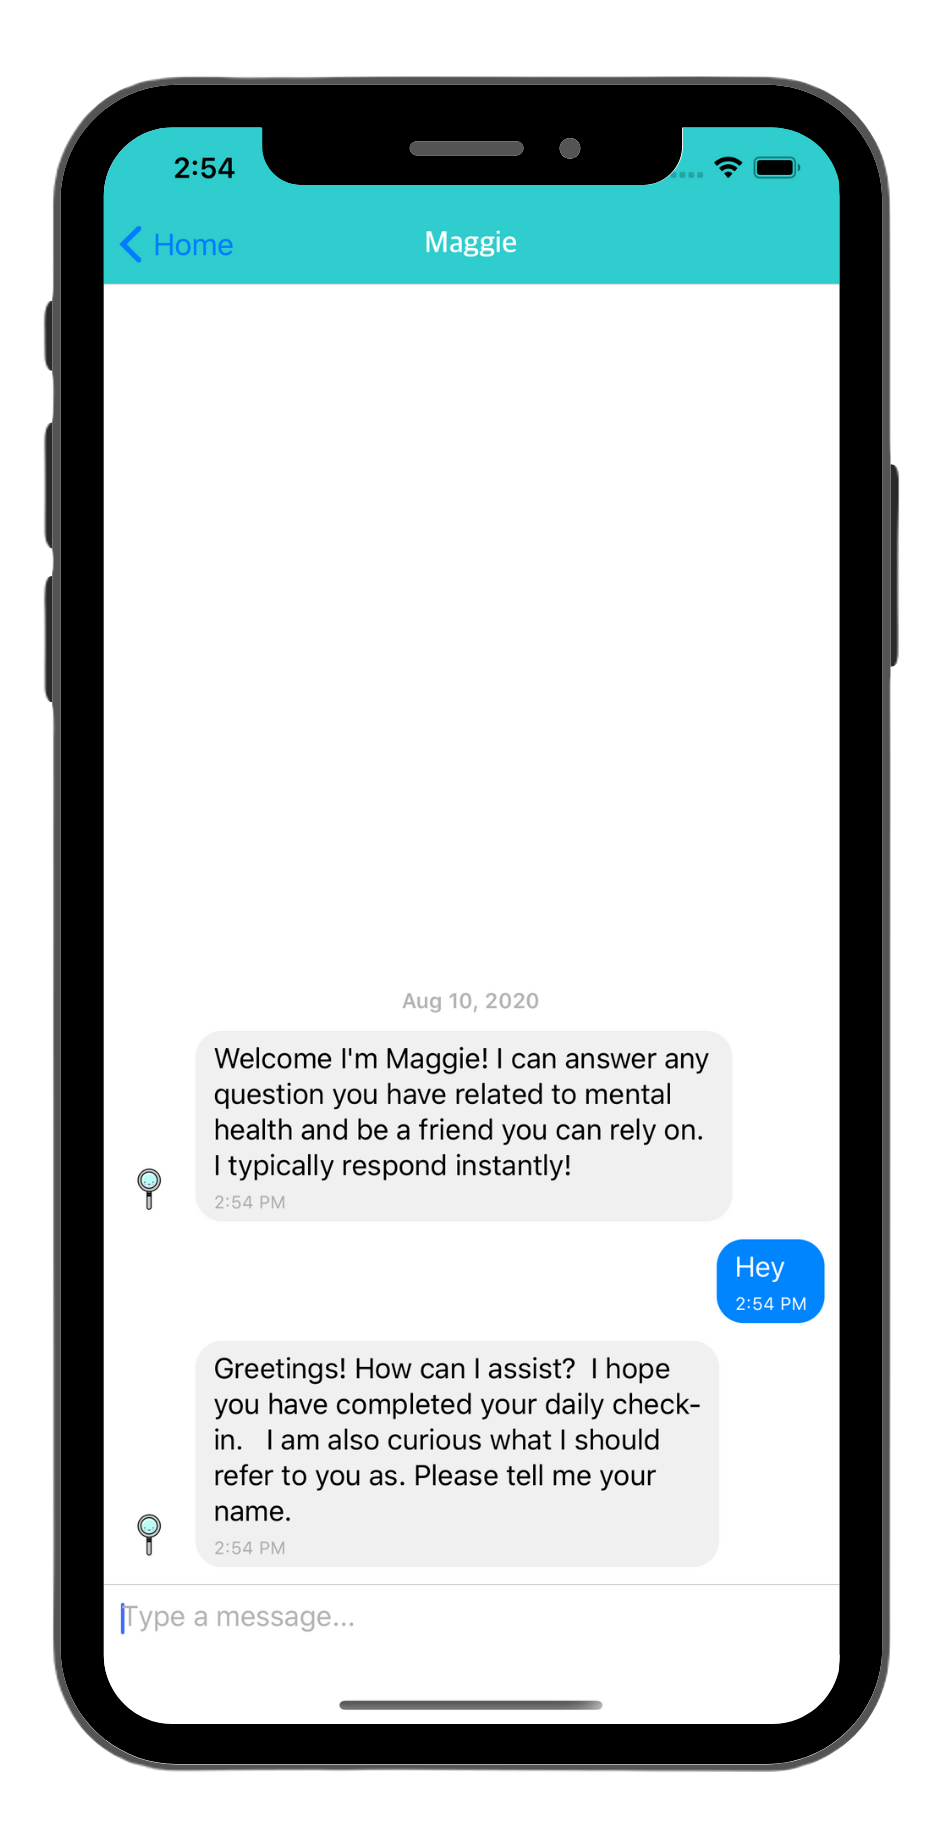 2:54
Home
Maggie
Aug 10, 2020
Welcome I'm Maggie! I can answer any
question you have related to mental
health and be a friend you can rely on.
I typically respond instantly!
2:54 PM
Hey
2:54 PM
Greetings! How can I assist?  I hope
you have completed your daily check-
in.   I am also curious what I should
refer to you as. Please tell me your
name.
2:54 PM
Type a message...